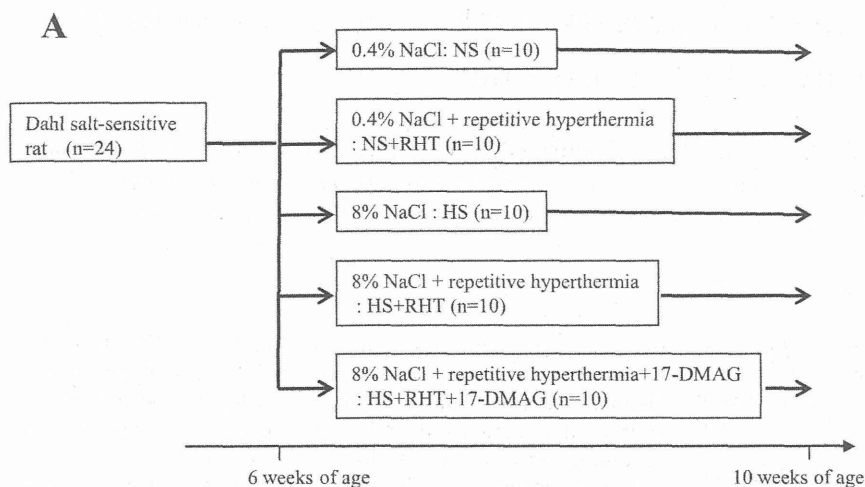 A
0.4% NaCl: NS (n=10)
Dahl salt-sensitive
rat (n=24)
0.4% NaCl + repetitive hyperthermia
: NS+RHT (n=10)
8% NaCl : HS (n=10)
8% NaCl + repetitive hyperthermia
: HS+RHT (n=10)
8% NaCl + repetitive hyperthermia+17-DMAG
: HS+RHT+17-DMAG (n=10)
6 weeks of age
10 weeks of age